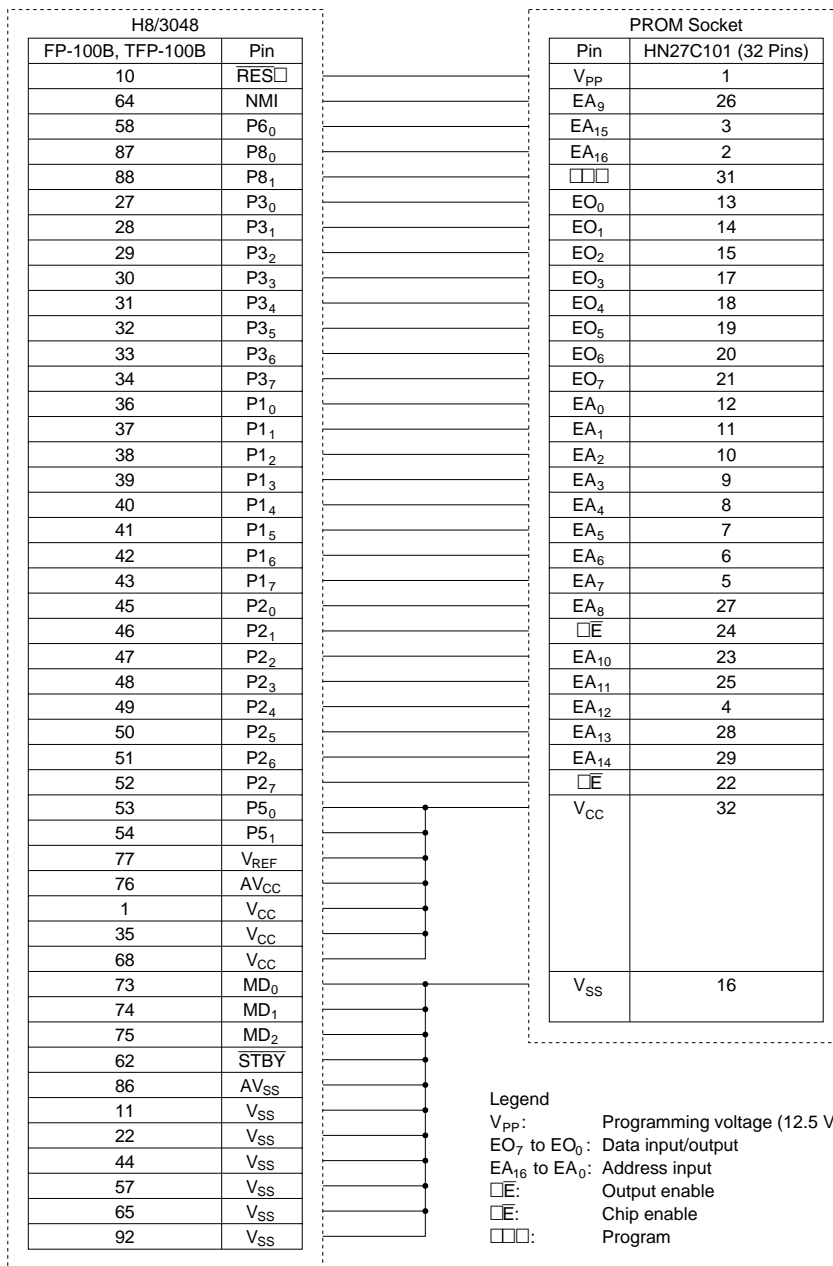 H8/3048
PROM Socket
FP-100B, TFP-100B Pin Pin HN27C101 (32 Pins)
10 RES□ VPP 1
64 NMI EA9 26
58 P60 EA15 3
87 P80 EA16 2
88 P81 □□□ 31
27 P30 EO0 13
28 P31 EO1 14
29 P32 EO2 15
30 P33 EO3 17
31 P34 EO4 18
32 P35 EO5 19
33 P36 EO6 20
34 P37 EO7 21
36 P10 EA0 12
37 P11 EA1 11
38 P12 EA2 10
39 P13 EA3 9
40 P14 EA4 8
41 P15 EA5 7
42 P16 EA6 6
43 P17 EA7 5
45 P20 EA8 27
46 P21 □E 24
47 P22 EA10 23
48 P23 EA11 25
49 P24 EA12 4
50 P25 EA13 28
51 P26 EA14 29
52 P27 □E 22
53 P50 VCC 32
54 P51
77 VREF
76 AVCC
1 VCC
35 VCC
68 VCC
73 MD0 VSS 16
74 MD1
75 MD2
62 STBY
86 AVSS
11 VSS
22 VSS
44 VSS
57 VSS
65 VSS
92 VSS
Legend
VPP: Programming voltage (12.5 V
EO7 to EO0: Data input/output
EA16 to EA0: Address input
□E: Output enable
□E: Chip enable
□□□: Program